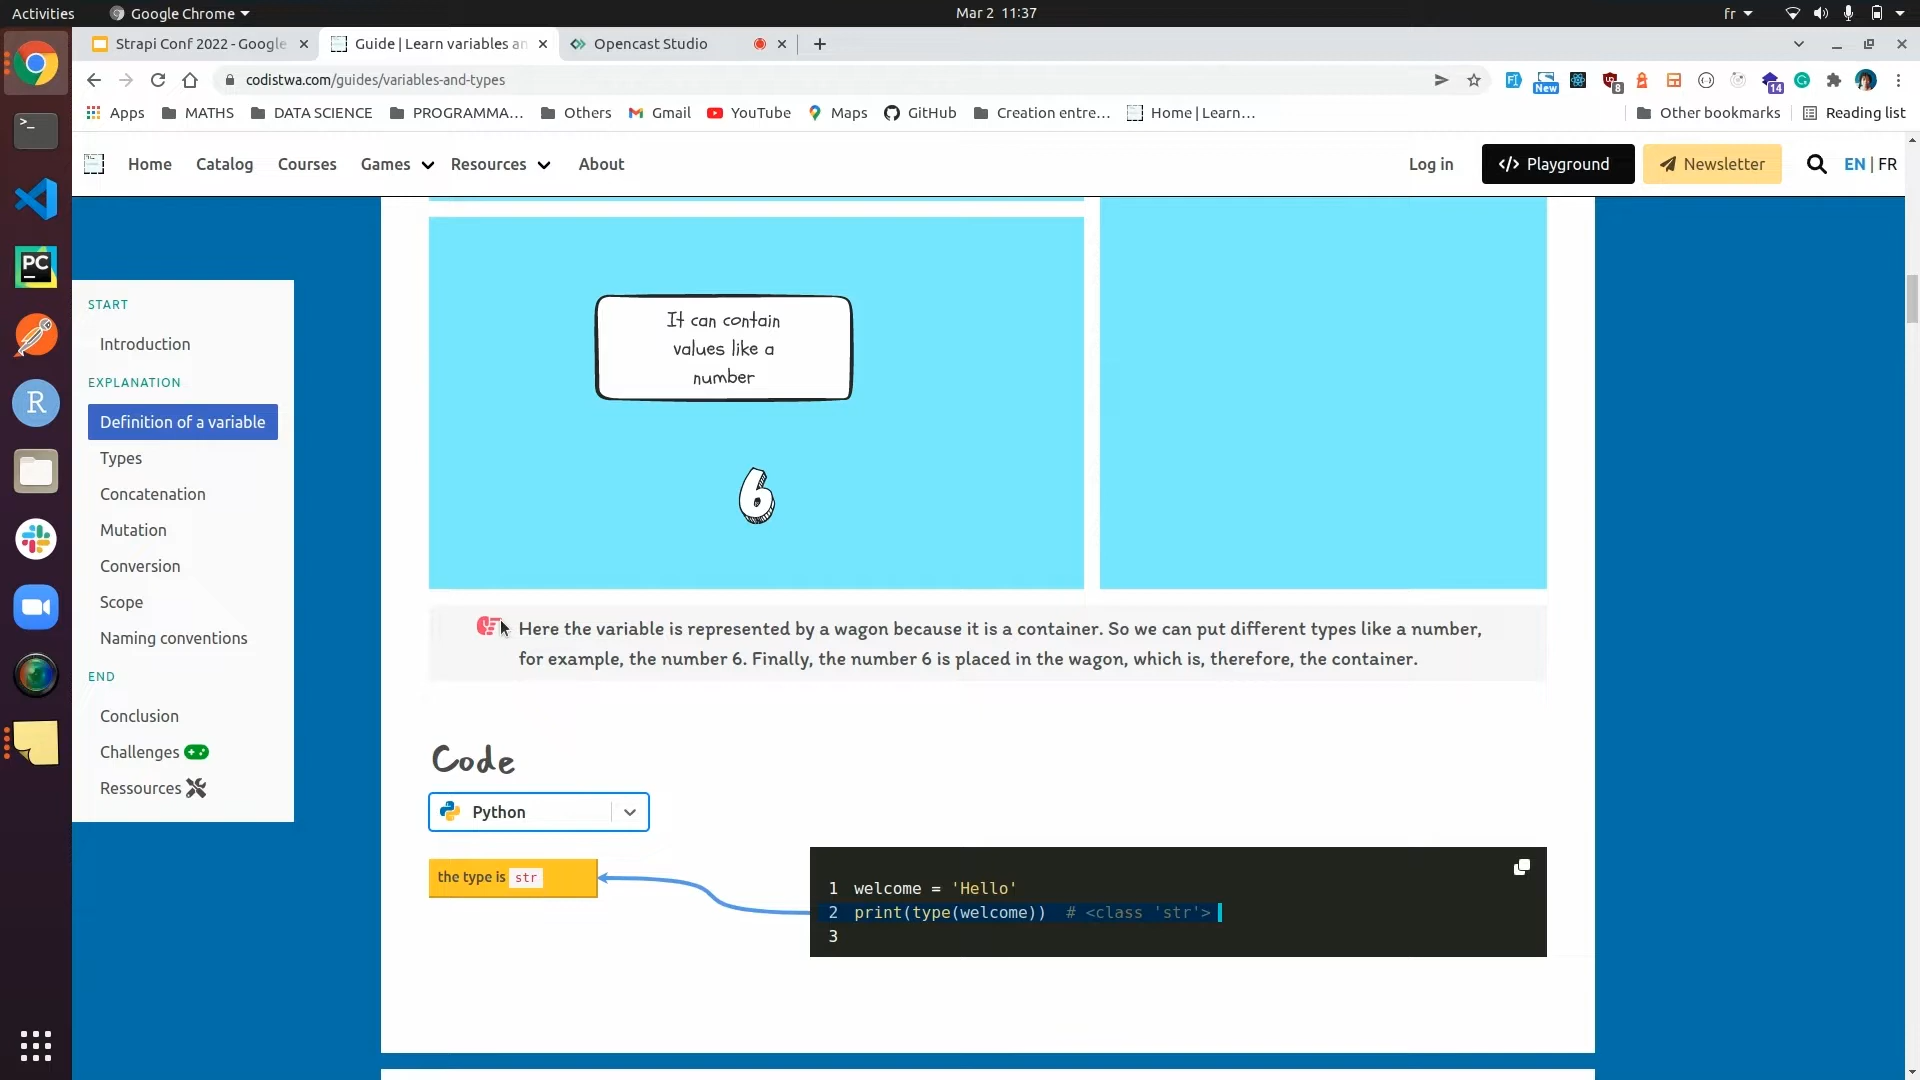 Activities
Google Chrome
Mar 2 11:37
fr
Strapi Conf 2022 - Google
Guide | Learn variables an
Opencast Studio
codistwa.com/guides/variables-and-types
New
8
14
Apps
MATHS
DATA SCIENCE
PROGRAMMA...
Others
Gmail
YouTube
Maps
GitHub
Creation entre...
Home | Learn...
Other bookmarks
Reading list
Home
Catalog
Courses
Games
Resources
About
Log in
</> Playground
Newsletter
EN | FR
START
Introduction
EXPLANATION
Definition of a variable
Types
Concatenation
Mutation
Conversion
Scope
Naming conventions
END
Conclusion
Challenges
Ressources
PC
R
>_
It can contain
values like a
number
6
Here the variable is represented by a wagon because it is a container. So we can put different types like a number,
for example, the number 6. Finally, the number 6 is placed in the wagon, which is, therefore, the container.
Code
Python
the type is str
1 welcome = 'Hello'
2 print(type(welcome))  # <class 'str'>
3